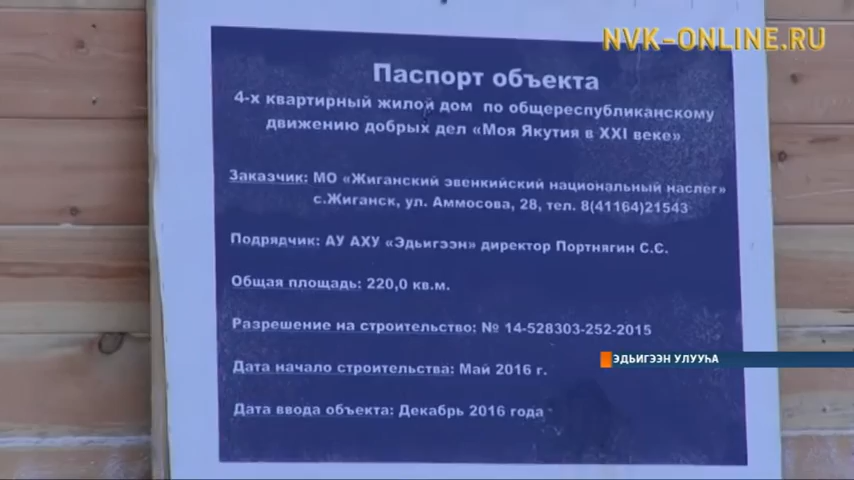 NVK-ONLINE.RU
Паспорт объекта
4-х квартирный жилой дом по общереспубликанскому
движению добрых дел «Моя Якутия в XXI веке»
Заказчик: МО «Жиганский эвенкийский национальный наслег»
с.Жиганск, ул. Аммосова, 28, тел. 8(41164)21543
Подрядчик: АУ АХУ «Эдьигээн» директор Портнягин С.С.
Общая площадь: 220,0 кв.м.
Разрешение на строительство: № 14-528303-252-2015
ЭДЬИГЭЭН УЛУУҺА
Дата начало строительства: Май 2016 г.
Дата ввода объекта: Декабрь 2016 года